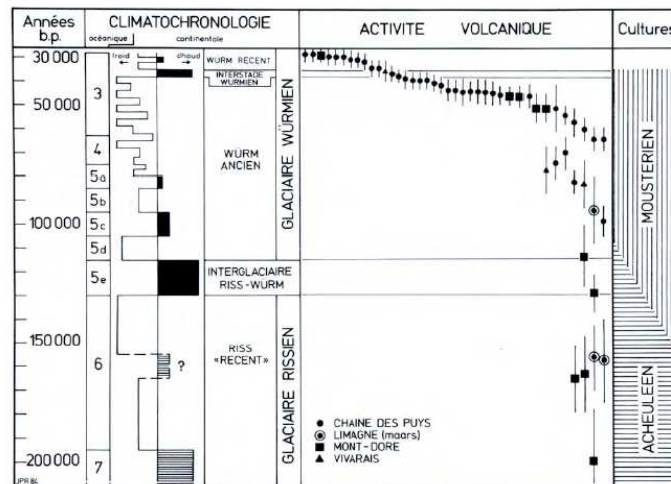 Années b.p.
CLIMATOCHRONOLOGIE
océanique
continentale
froid
chaud
ACTIVITE VOLCANIQUE
Cultures
30 000
50 000
100 000
150 000
200 000
3
4
5a
5b
5c
5d
5e
6
7
?
WÜRM RECENT
INTERSTADE
WURMIEN
WÜRM
ANCIEN
INTERGLACIAIRE
RISS-WÜRM
RISS
«RECENT»
GLACIAIRE WÜRMIEN
GLACIAIRE RISSIEN
CHAINE DES PUYS
LIMAGNE (maars)
MONT-DORE
VIVARAIS
MOUSTERIEN
ACHEULEEN
JPR 84